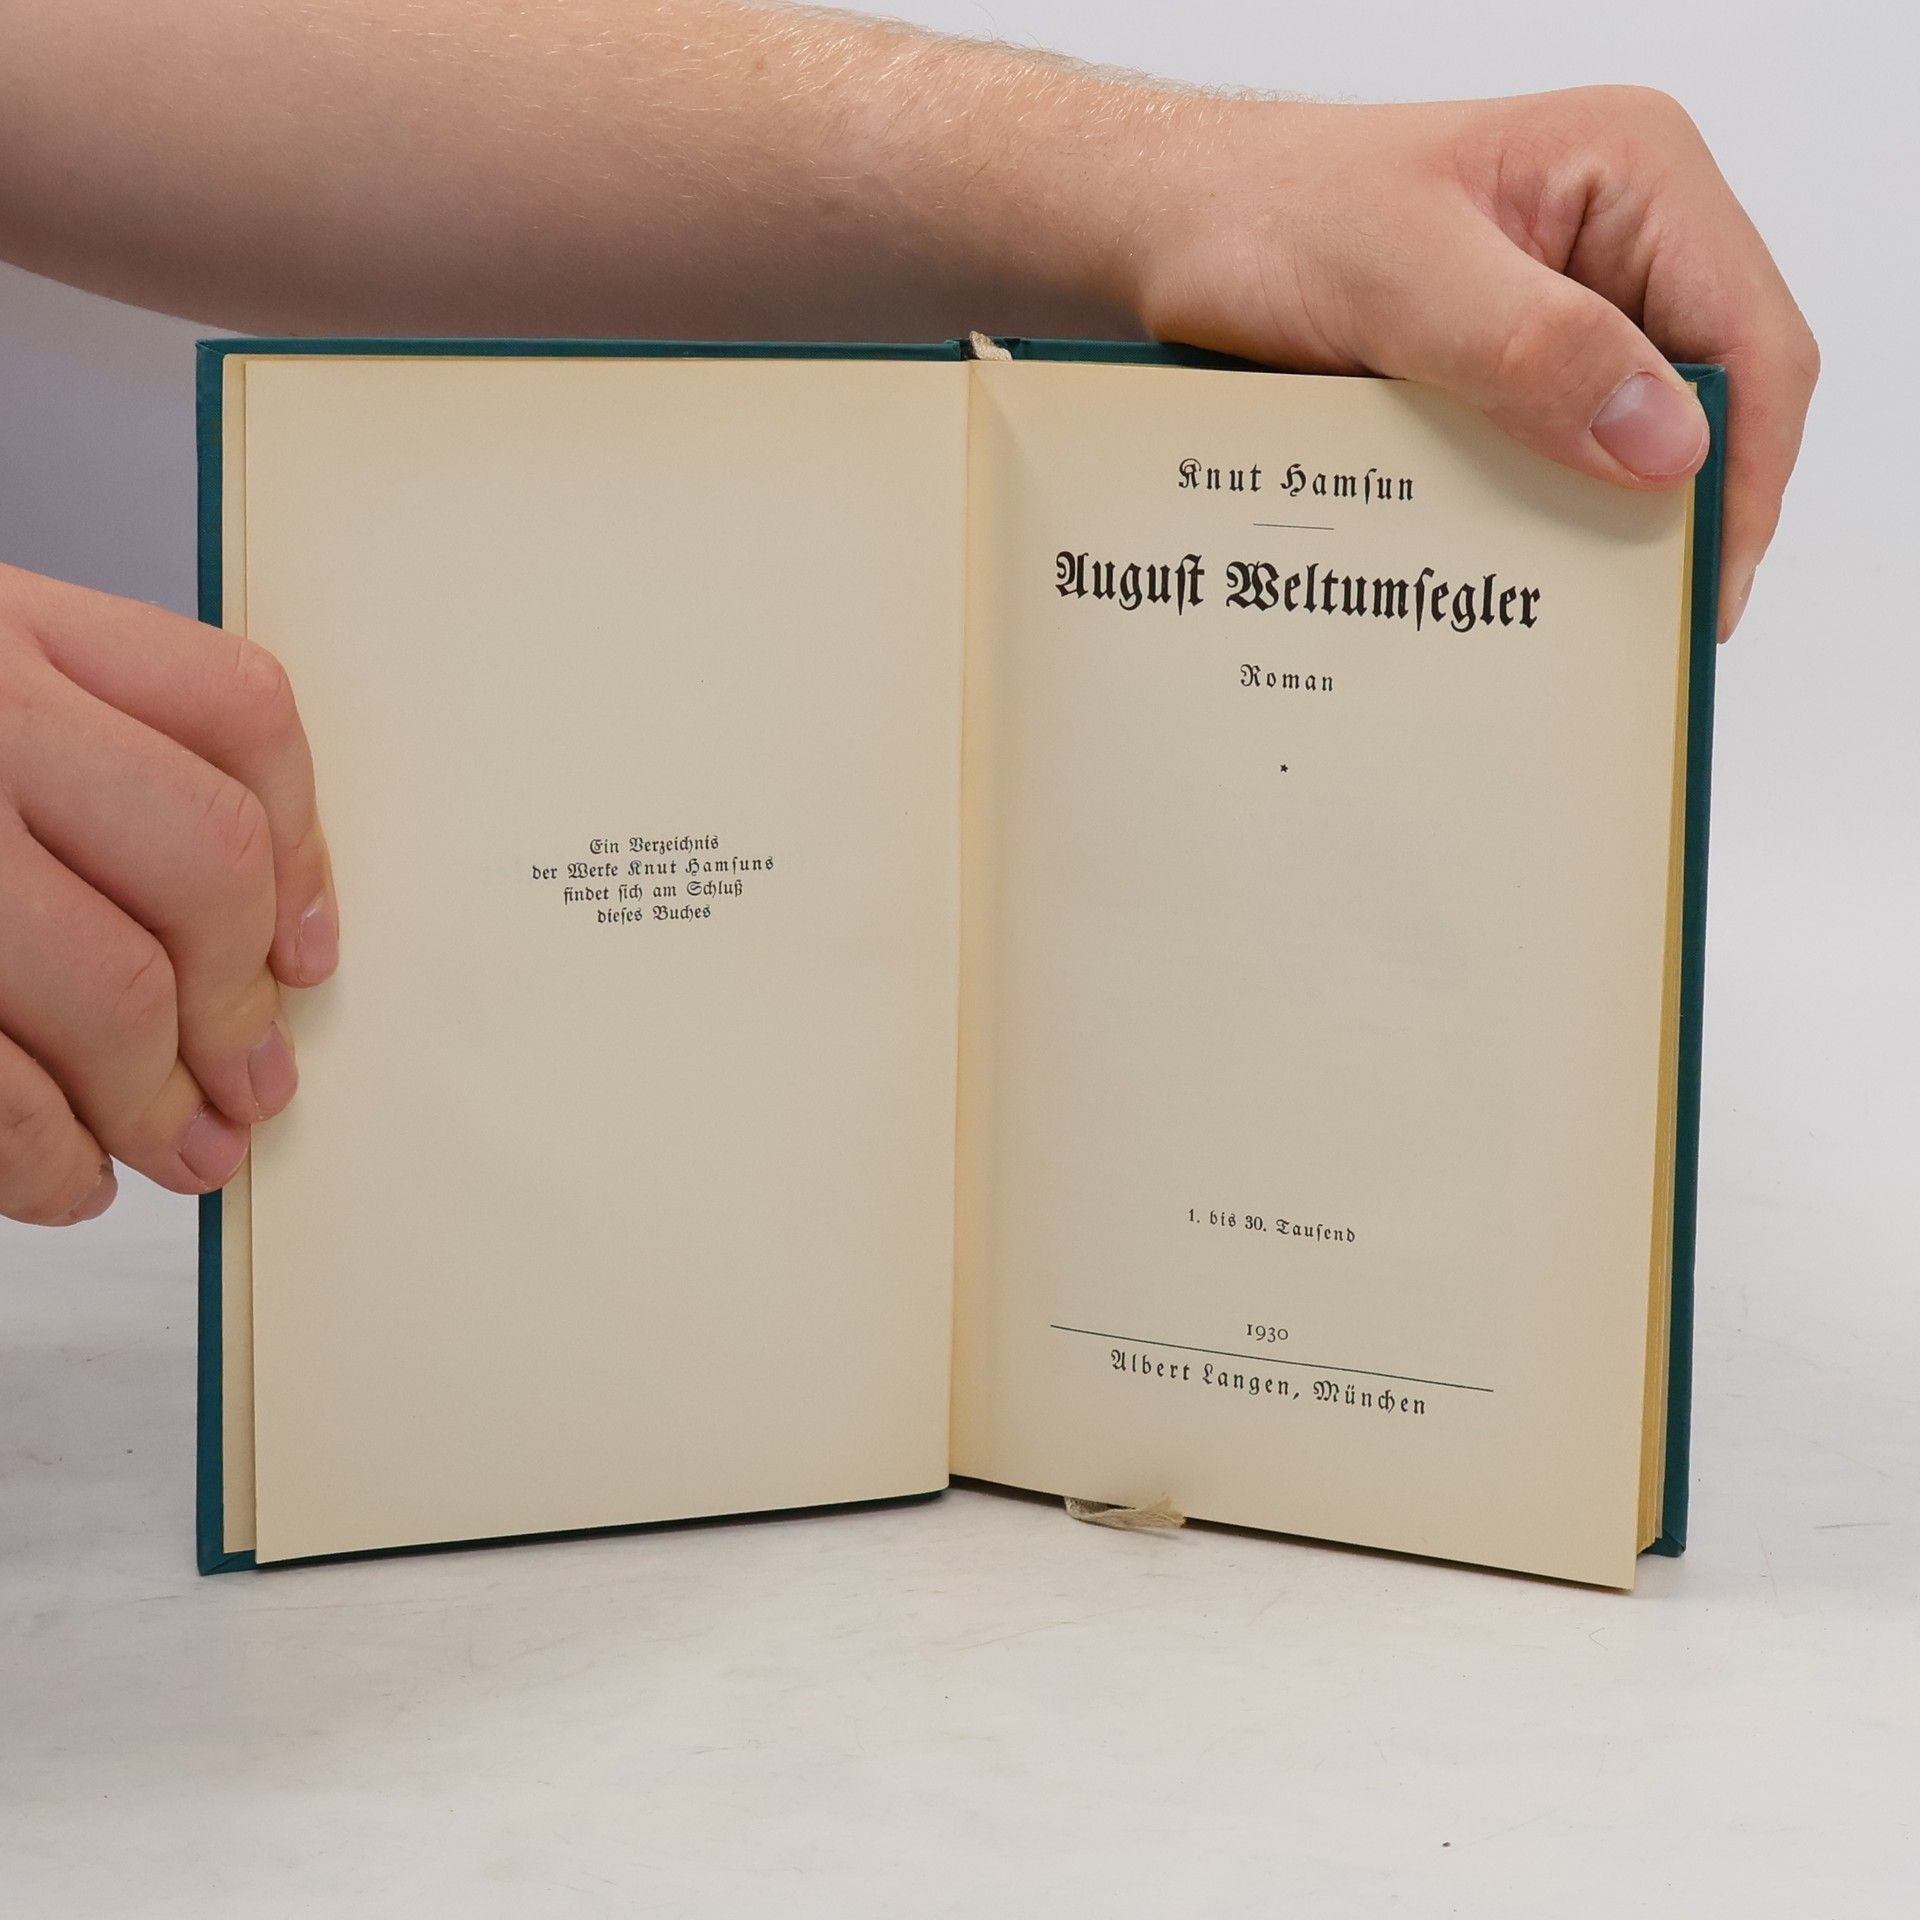 Ein Verzeichnis
der Werke Knut Hamſuns
findet ſich am Schluß
dieſes Buches
Knut Hamſun
Auguſt Weltumſegler
Roman
1. bis 30. Tauſend
1930
Albert Langen, München